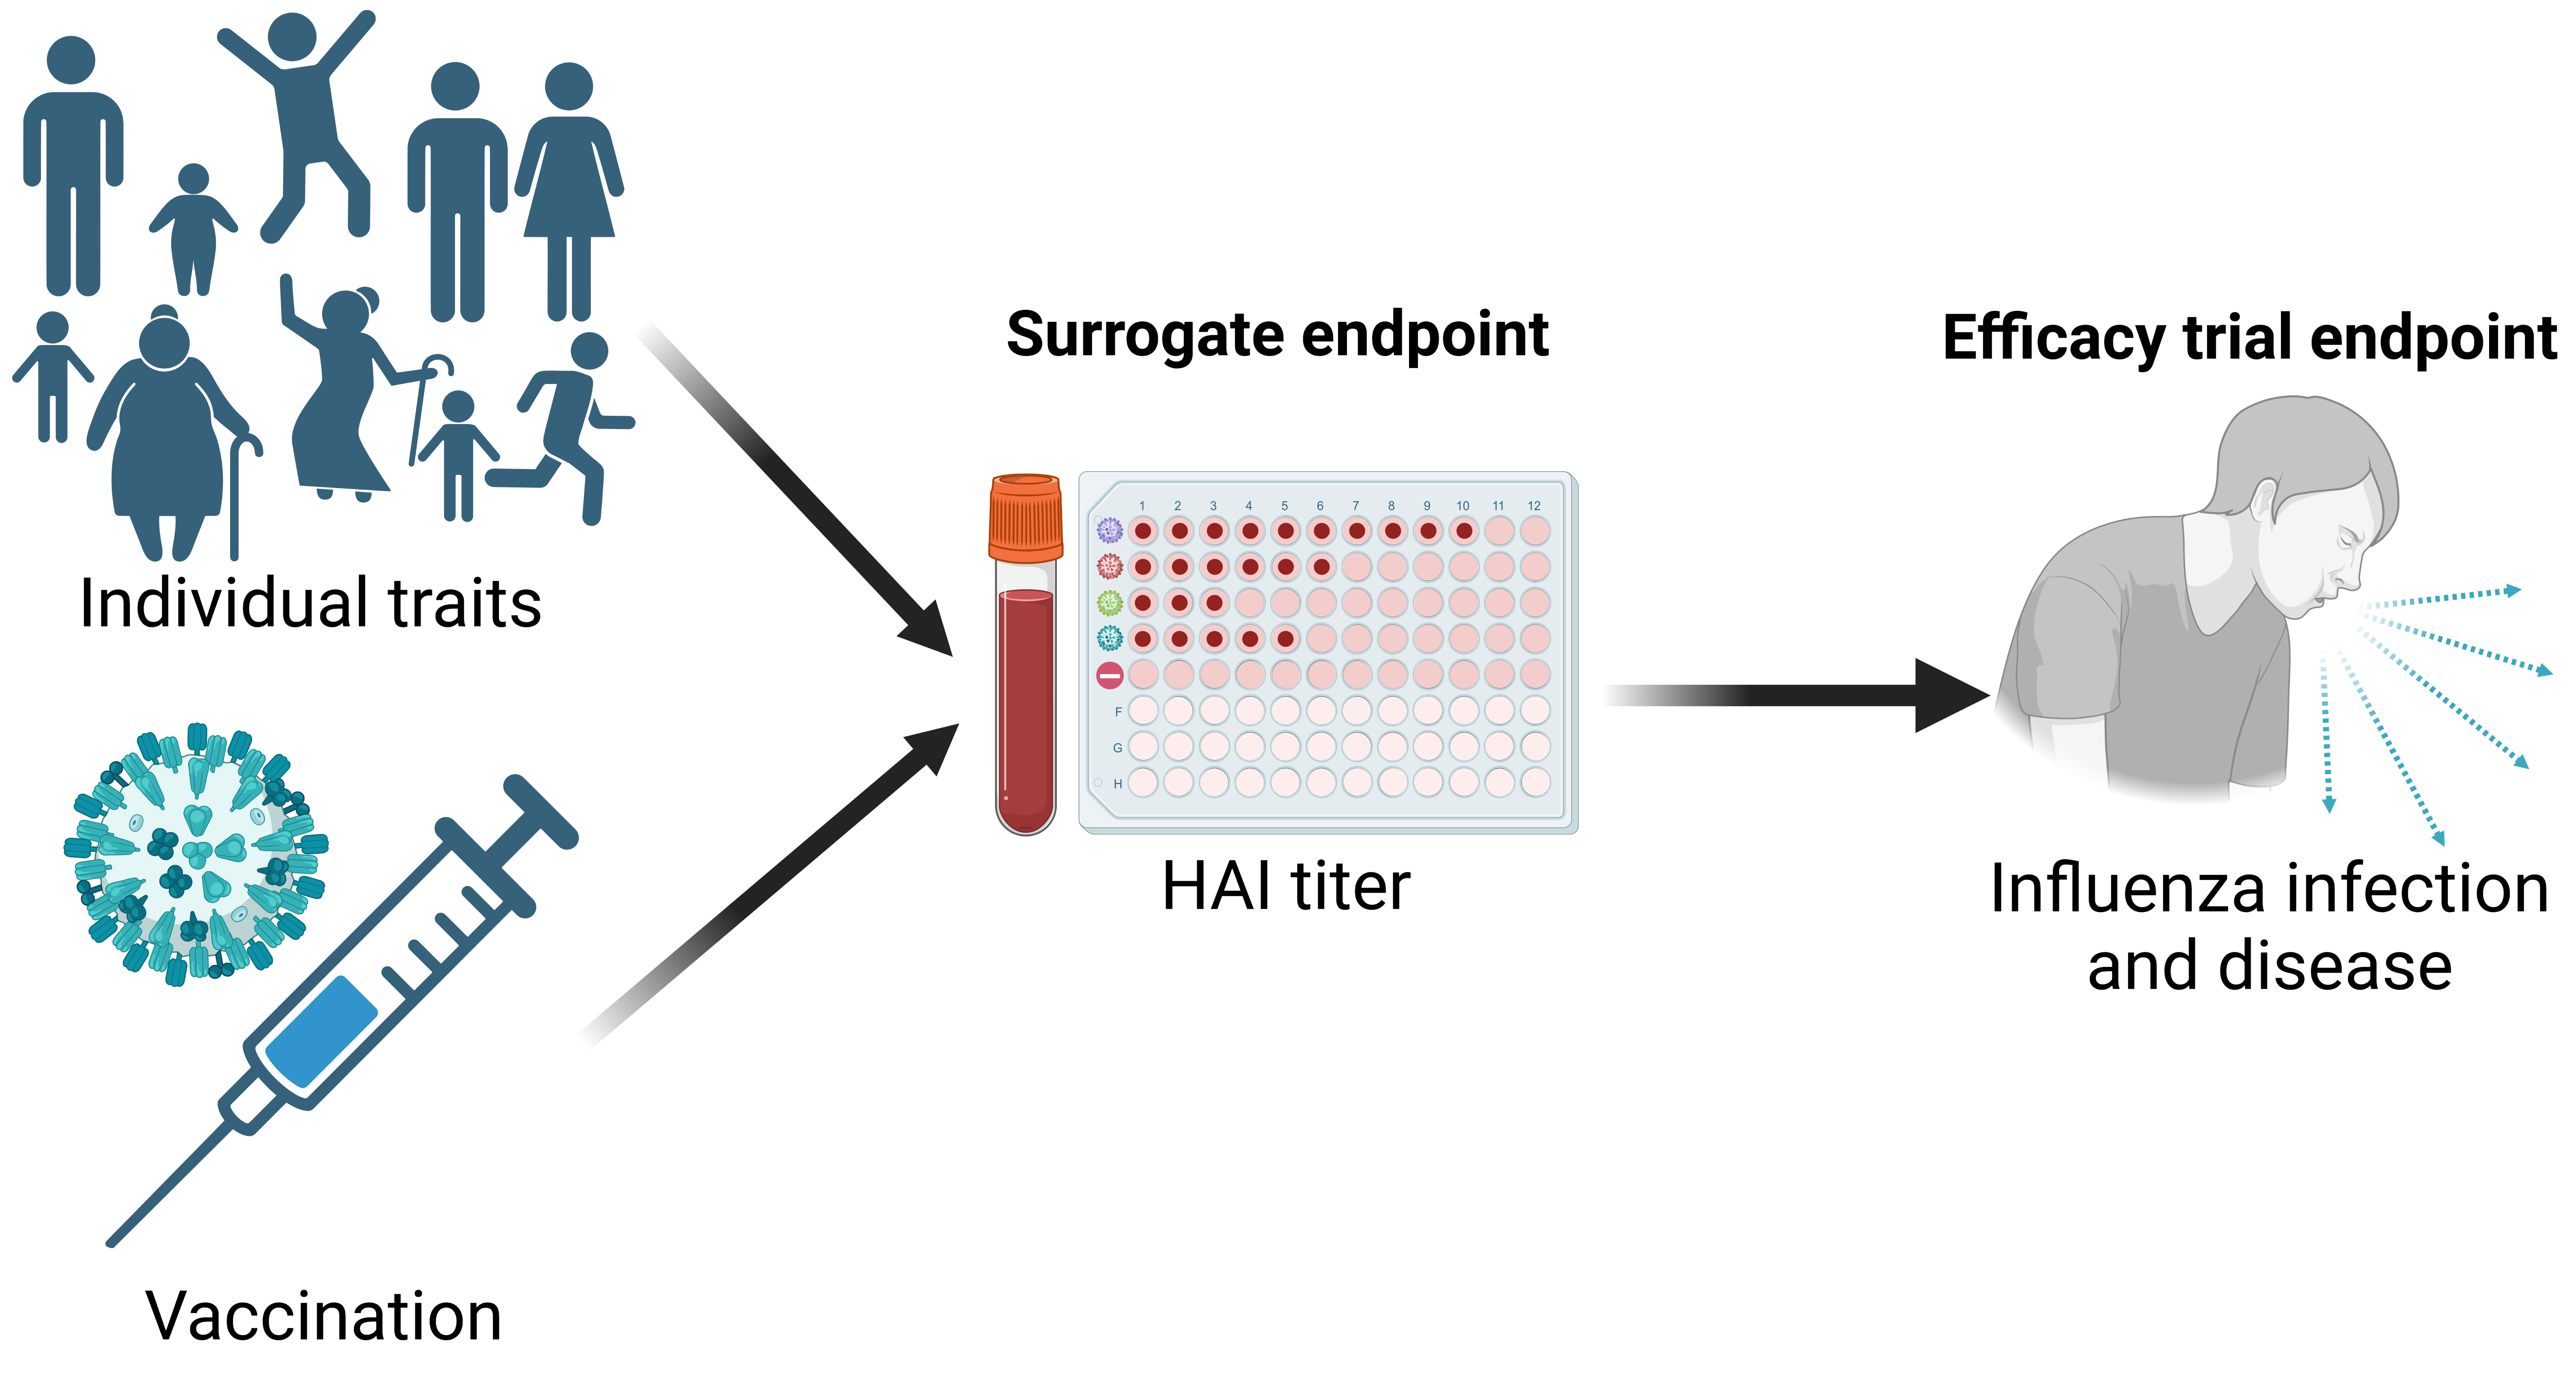 Individual traits
Vaccination
Surrogate endpoint
1 2 3 4 5 6 7 8 9 10 11 12
F
G
H
HAI titer
Efficacy trial endpoint
Influenza infection
and disease